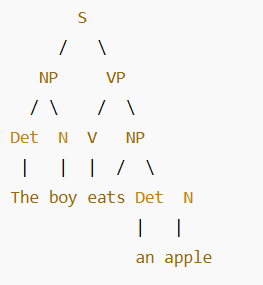 S
/ \
NP VP
/ \ / \
Det N V NP
| | | / \
The boy eats Det N
| |
an apple